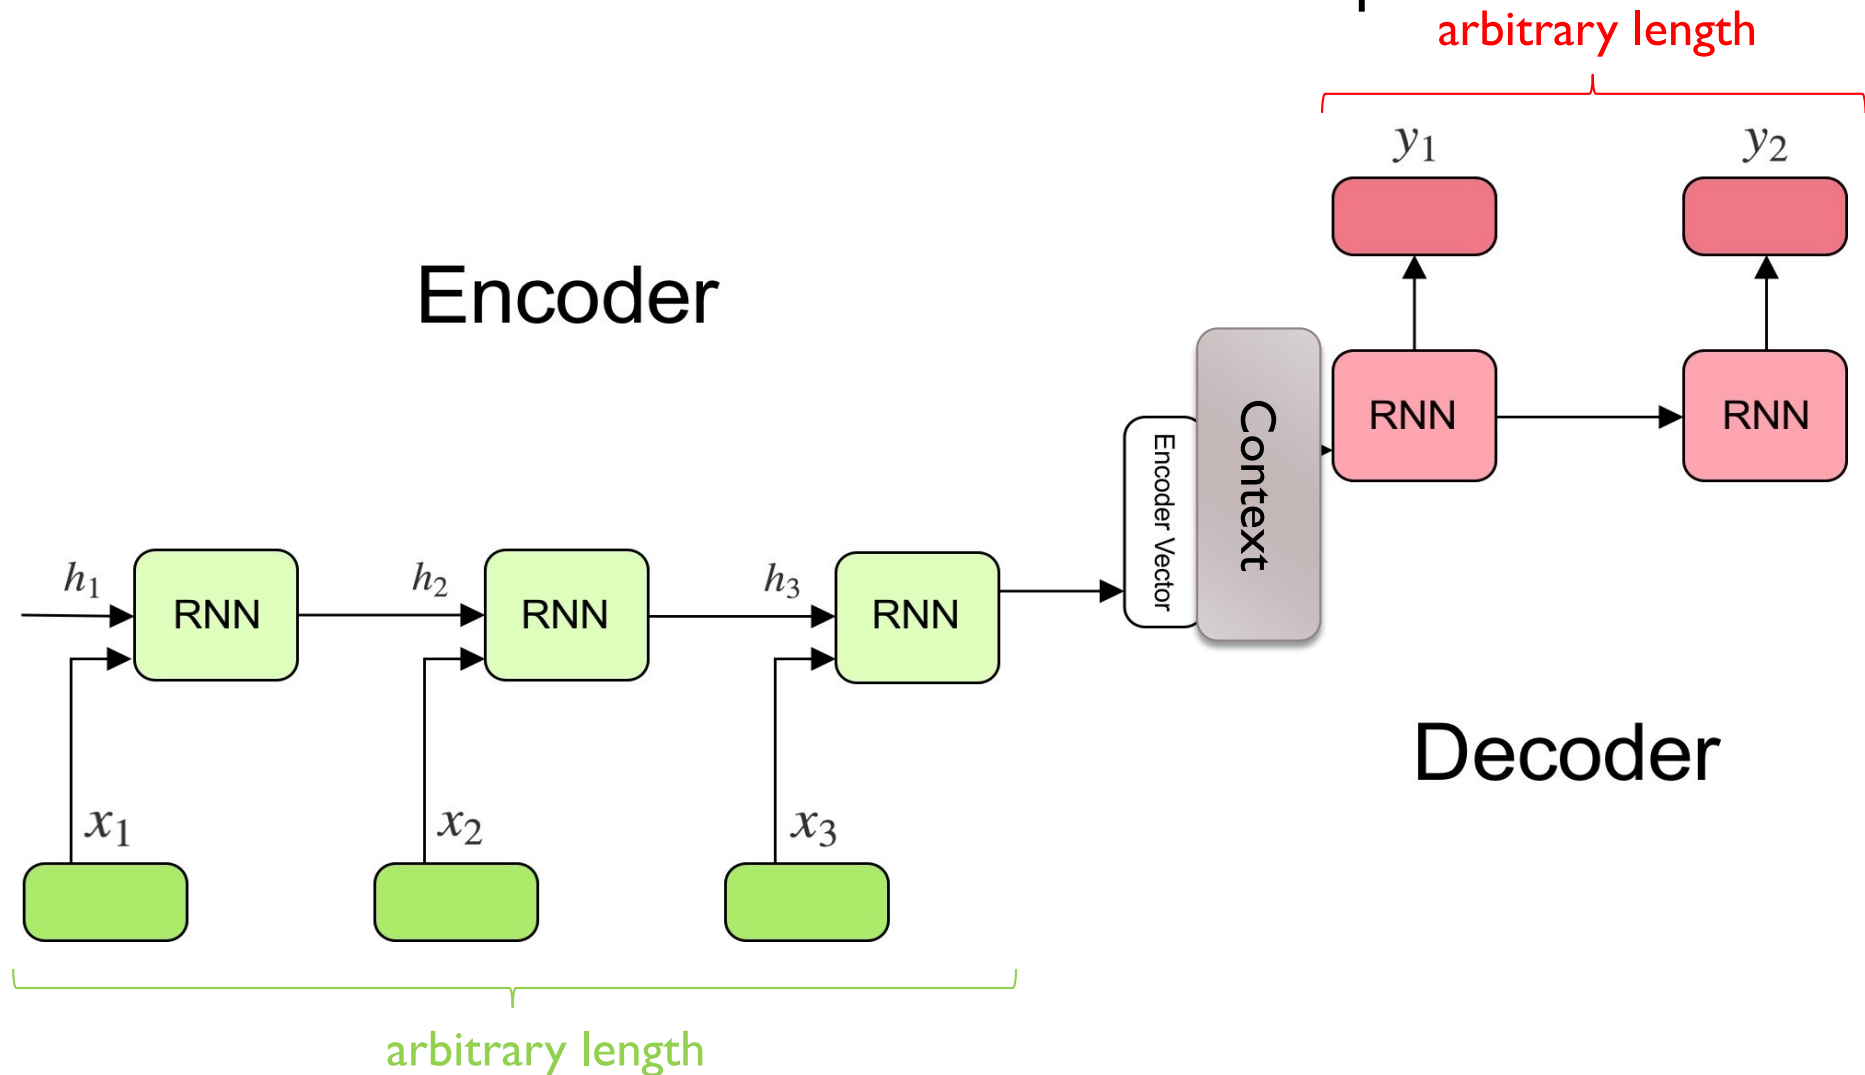 arbitrary length
y1
y2
Encoder
RNN
RNN
Context
Encoder Vector
h1
RNN
h2
RNN
h3
RNN
Decoder
x1
x2
x3
arbitrary length